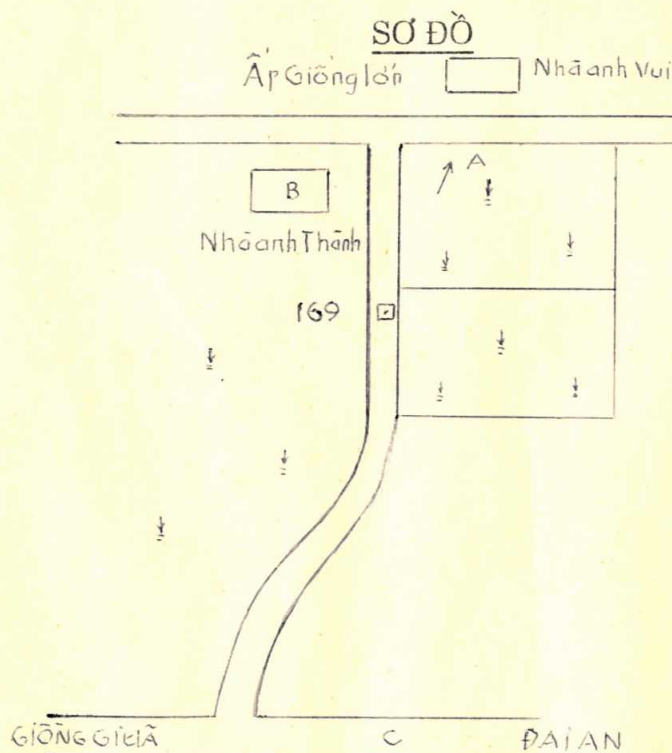 SƠ ĐỒ
Ấp Giồng lớn
Nhà anh Vui
A
B
Nhà anh Thành
169
GIỒNG GIỮA
C
ĐẠI AN